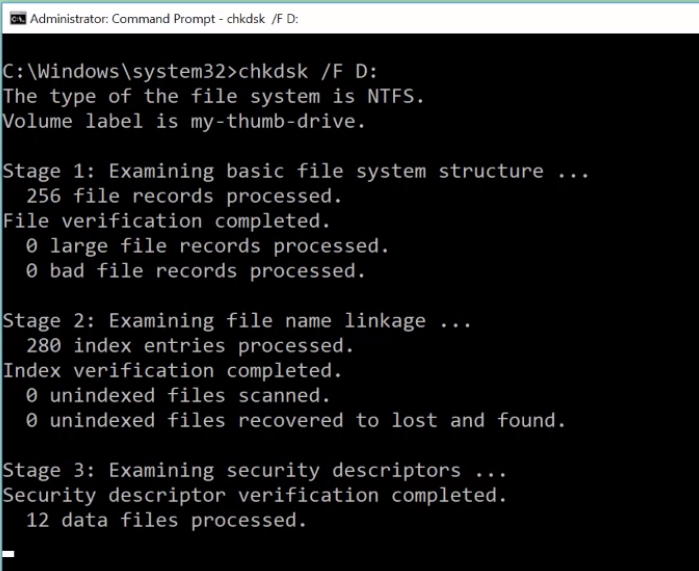 Administrator: Command Prompt - chkdsk /F D:
C:\Windows\system32>chkdsk /F D:
The type of the file system is NTFS.
Volume label is my-thumb-drive.
Stage 1: Examining basic file system structure ...
256 file records processed.
File verification completed.
0 large file records processed.
0 bad file records processed.
Stage 2: Examining file name linkage ...
280 index entries processed.
Index verification completed.
0 unindexed files scanned.
0 unindexed files recovered to lost and found.
Stage 3: Examining security descriptors ...
Security descriptor verification completed.
12 data files processed.